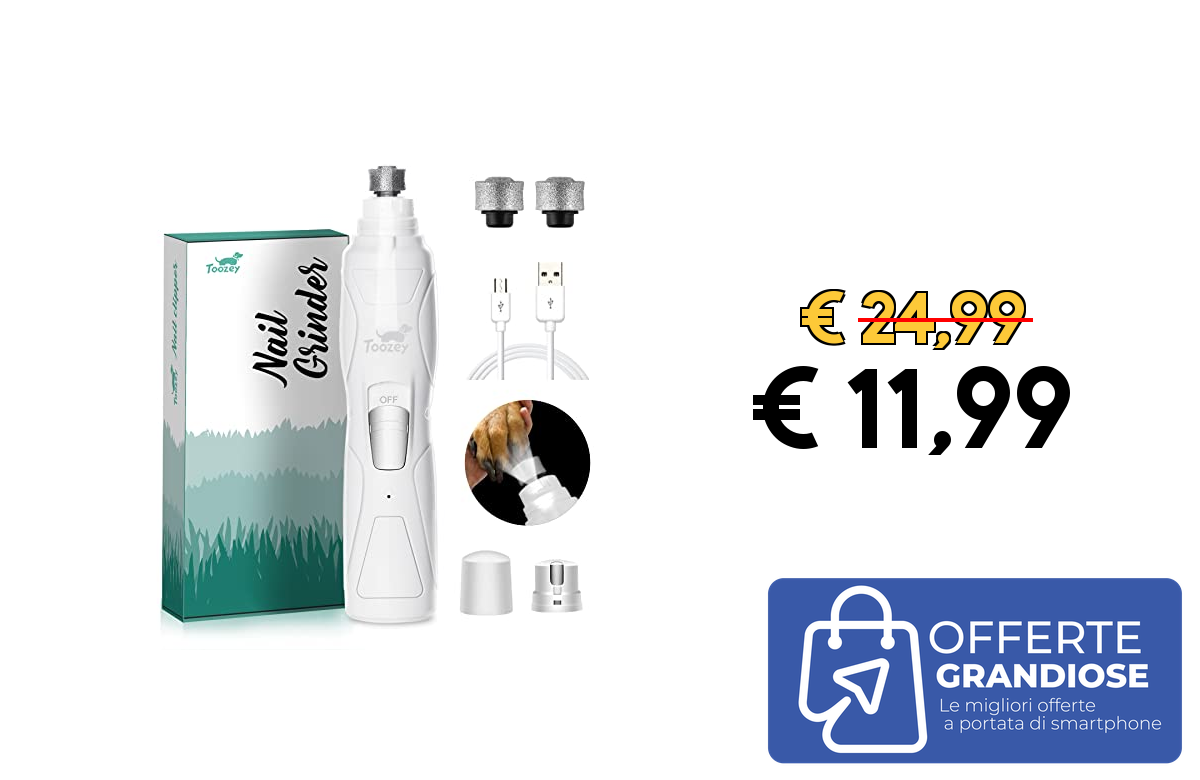 Toozey
Nail
Grinder
Toozey
Nail clippes
Toozey
OFF
€ 24,99
€ 11,99
OFFERTE
GRANDIOSE
Le migliori offerte
a portata di smartphone